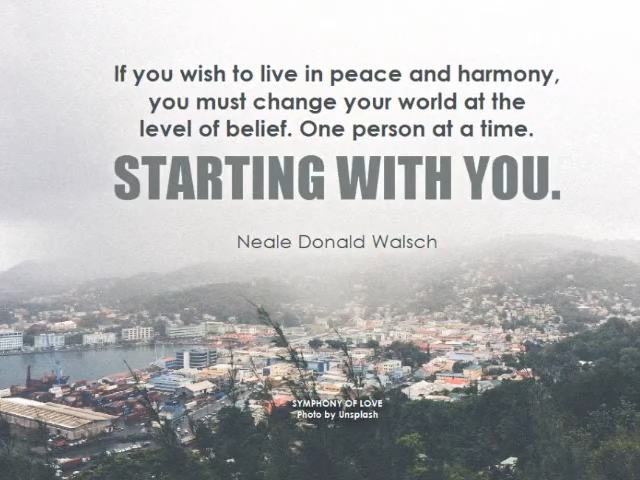 If you wish to live in peace and harmony,
you must change your world at the
level of belief. One person at a time.
STARTING WITH YOU.
Neale Donald Walsch
SYMPHONY OF LOVE
Photo by Unsplash